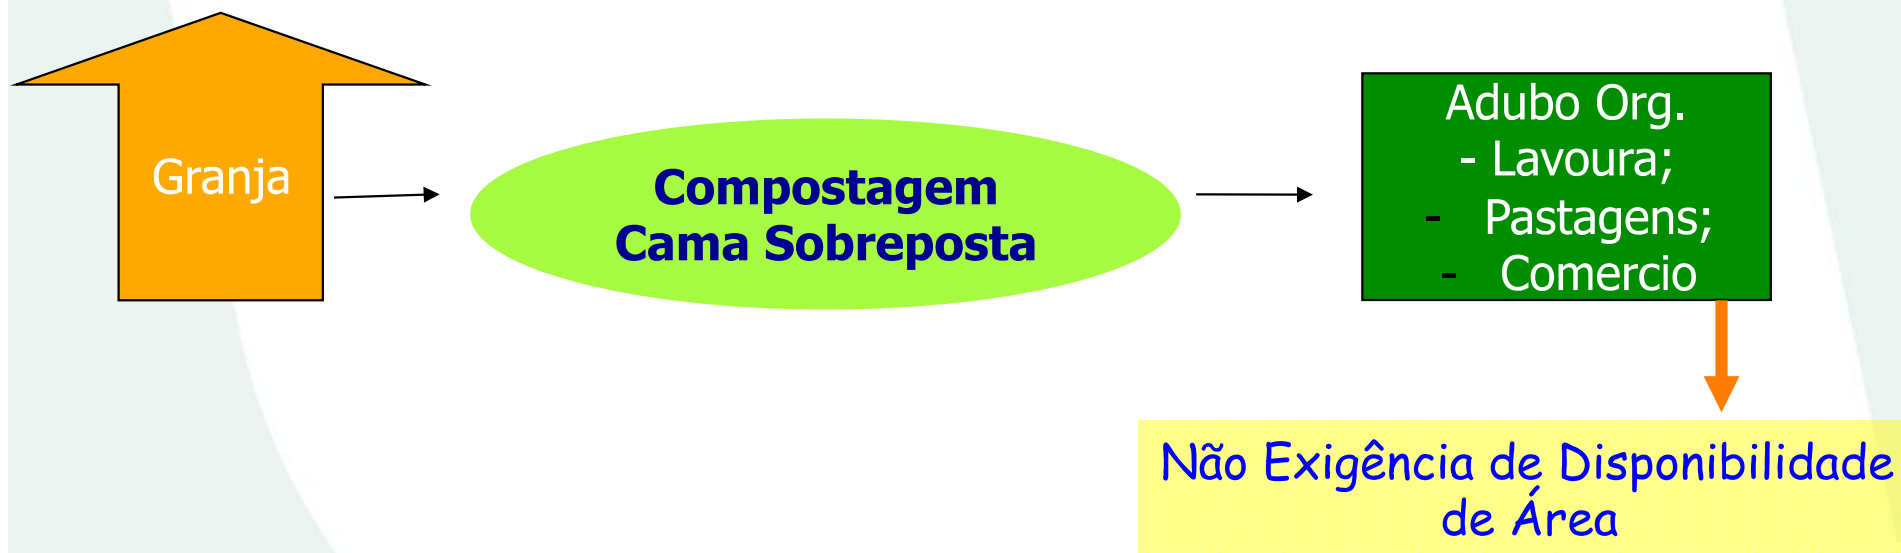 Granja
Compostagem
Cama Sobreposta
Adubo Org.
- Lavoura;
- Pastagens;
- Comercio
Não Exigência de Disponibilidade
de Área